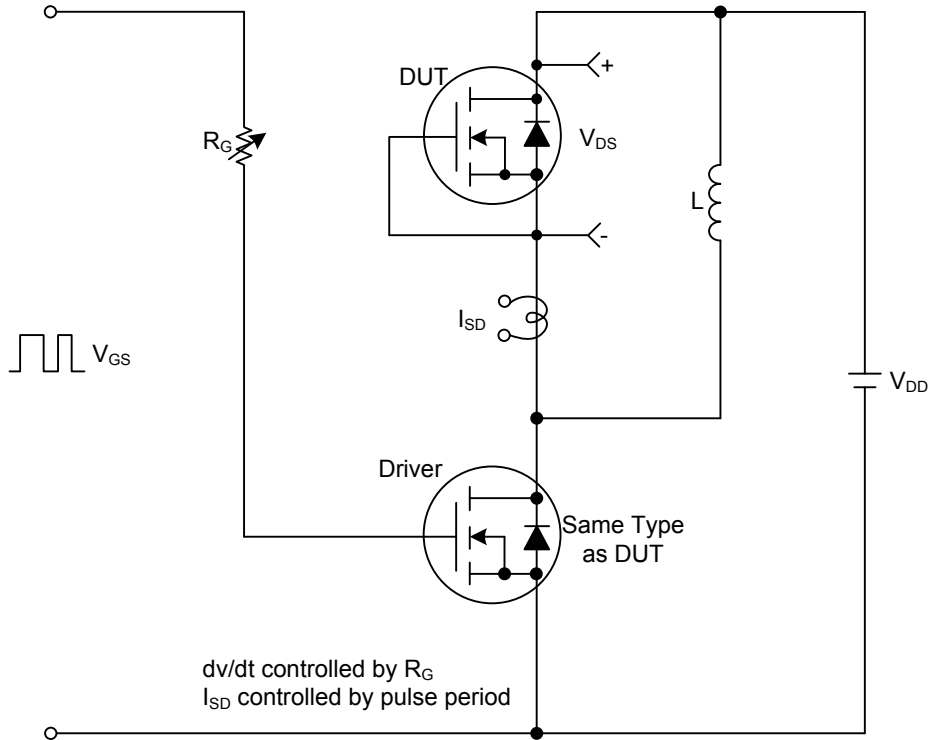 DUT
+
R_G
V_DS
L
-
I_SD
V_GS
V_DD
Driver
Same Type
as DUT
dv/dt controlled by R_G
I_SD controlled by pulse period